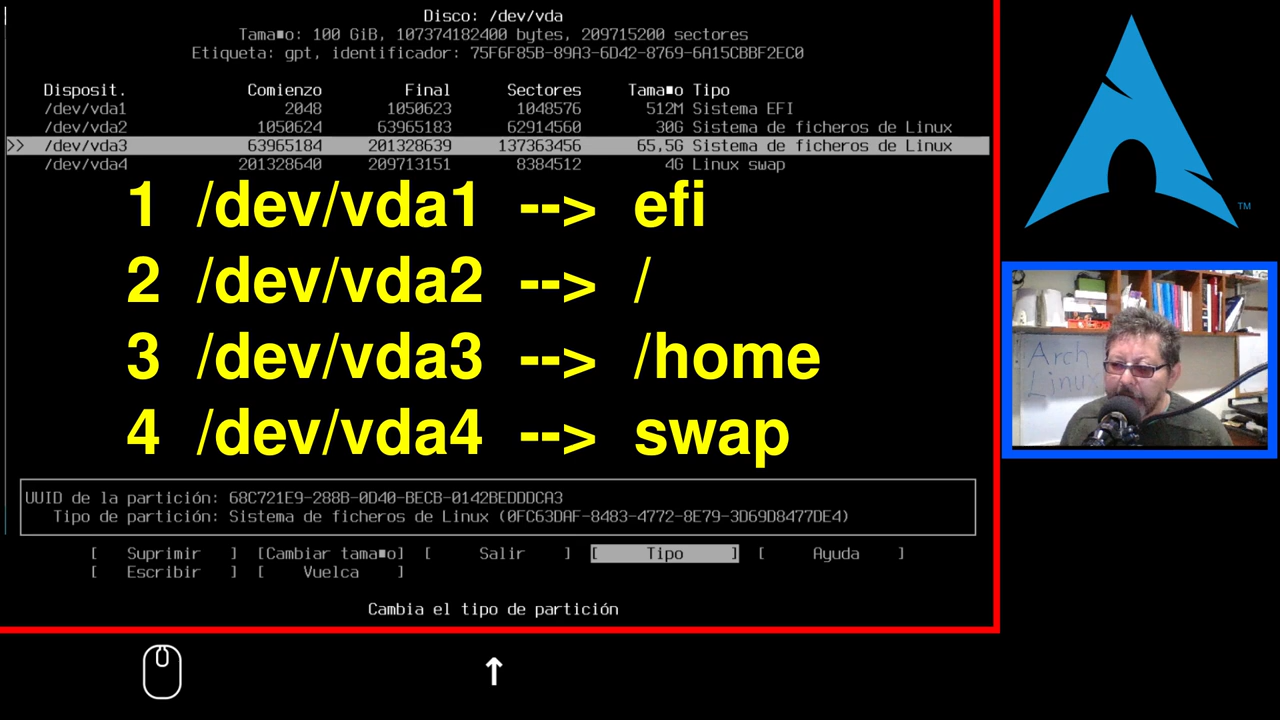 Disco: /dev/vda
Tama■o: 100 GiB, 107374182400 bytes, 209715200 sectores
Etiqueta: gpt, identificador: 75F6F85B-89A3-6D42-8769-6A15CBBF2EC0
Disposit. Comienzo Final Sectores Tama■o Tipo
/dev/vda1 2048 1050623 1048576 512M Sistema EFI
/dev/vda2 1050624 63965183 62914560 30G Sistema de ficheros de Linux
>> /dev/vda3 63965184 201328639 137363456 65,5G Sistema de ficheros de Linux
/dev/vda4 201328640 209713151 8384512 4G Linux swap
1 /dev/vda1 --> efi
2 /dev/vda2 --> /
3 /dev/vda3 --> /home
4 /dev/vda4 --> swap
UUID de la partición: 68C721E9-288B-0D40-BECB-0142BEDDDCA3
Tipo de partición: Sistema de ficheros de Linux (0FC63DAF-8483-4772-8E79-3D69D8477DE4)
[ Suprimir ] [Cambiar tama■o] [ Salir ] [ Tipo ] [ Ayuda ]
[ Escribir ] [ Vuelca ]
Cambia el tipo de partición
↑
TM
Arch
Linux